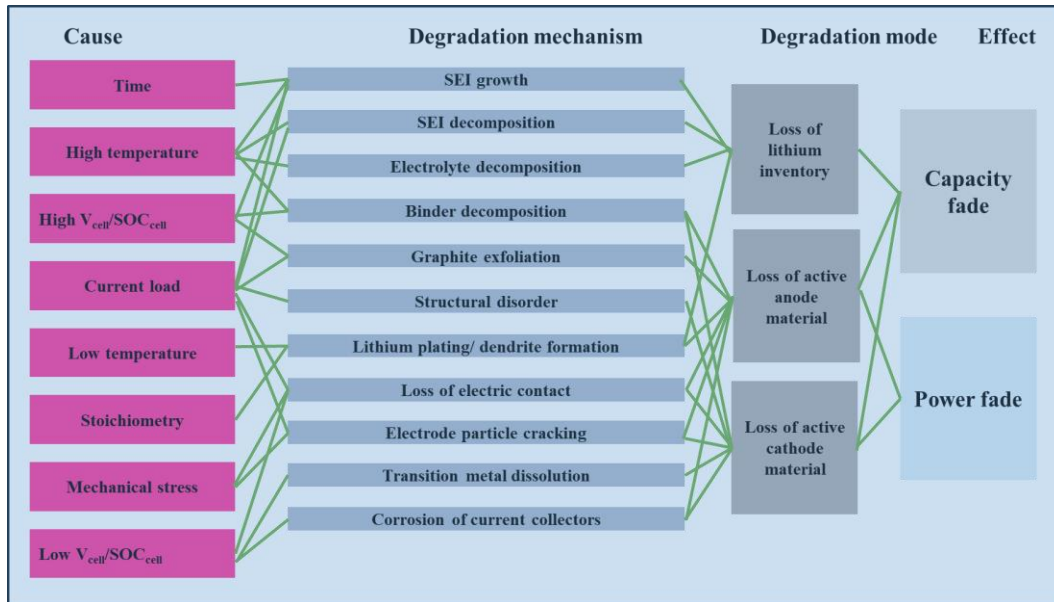 Cause
Degradation mechanism
Degradation mode
Effect
Time
High temperature
High Vcell/SOCcell
Current load
Low temperature
Stoichiometry
Mechanical stress
Low Vcell/SOCcell
SEI growth
SEI decomposition
Electrolyte decomposition
Binder decomposition
Graphite exfoliation
Structural disorder
Lithium plating/ dendrite formation
Loss of electric contact
Electrode particle cracking
Transition metal dissolution
Corrosion of current collectors
Loss of
lithium
inventory
Loss of active
anode
material
Loss of active
cathode
material
Capacity
fade
Power fade